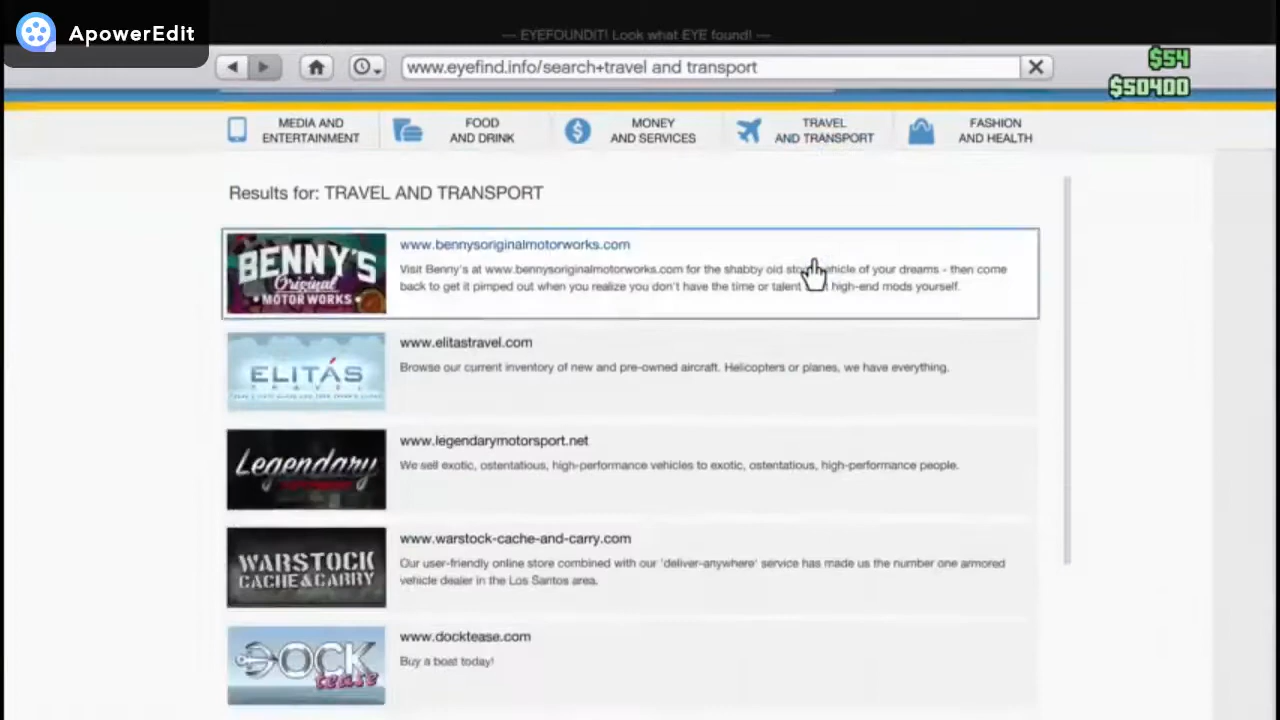 ApowerEdit
— EYEFOUNDIT! Look what EYE found! —
www.eyefind.info/search+travel and transport
$54
$50400
MEDIA AND
ENTERTAINMENT
FOOD
AND DRINK
MONEY
AND SERVICES
TRAVEL
AND TRANSPORT
FASHION
AND HEALTH
Results for: TRAVEL AND TRANSPORT
BENNY'S
Original
MOTOR WORKS
www.bennysoriginalmotorworks.com
Visit Benny's at www.bennysoriginalmotorworks.com for the shabby old vehicle of your dreams - then come
back to get it pimped out when you realize you don't have the time or talent high-end mods yourself.
ELITÁS
TRAVEL
www.elitastravel.com
Browse our current inventory of new and pre-owned aircraft. Helicopters or planes, we have everything.
Legendary
www.legendarymotorsport.net
We sell exotic, ostentatious, high-performance vehicles to exotic, ostentatious, high-performance people.
WARSTOCK
CACHE&CARRY
www.warstock-cache-and-carry.com
Our user-friendly online store combined with our 'deliver-anywhere' service has made us the number one armored
vehicle dealer in the Los Santos area.
DOCK
tease
www.docktease.com
Buy a boat today!